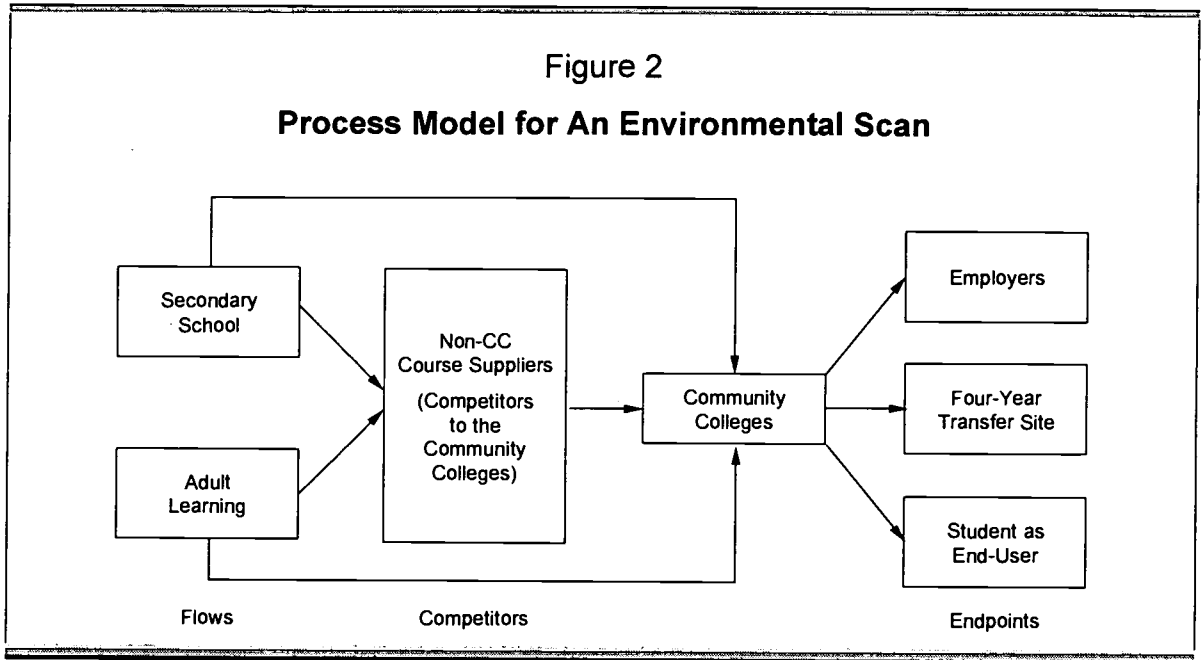 Figure 2
Process Model for An Environmental Scan
Secondary
School
Adult
Learning
Non-CC
Course Suppliers
(Competitors
to the
Community
Colleges)
Community
Colleges
Employers
Four-Year
Transfer Site
Student as
End-User
Flows
Competitors
Endpoints